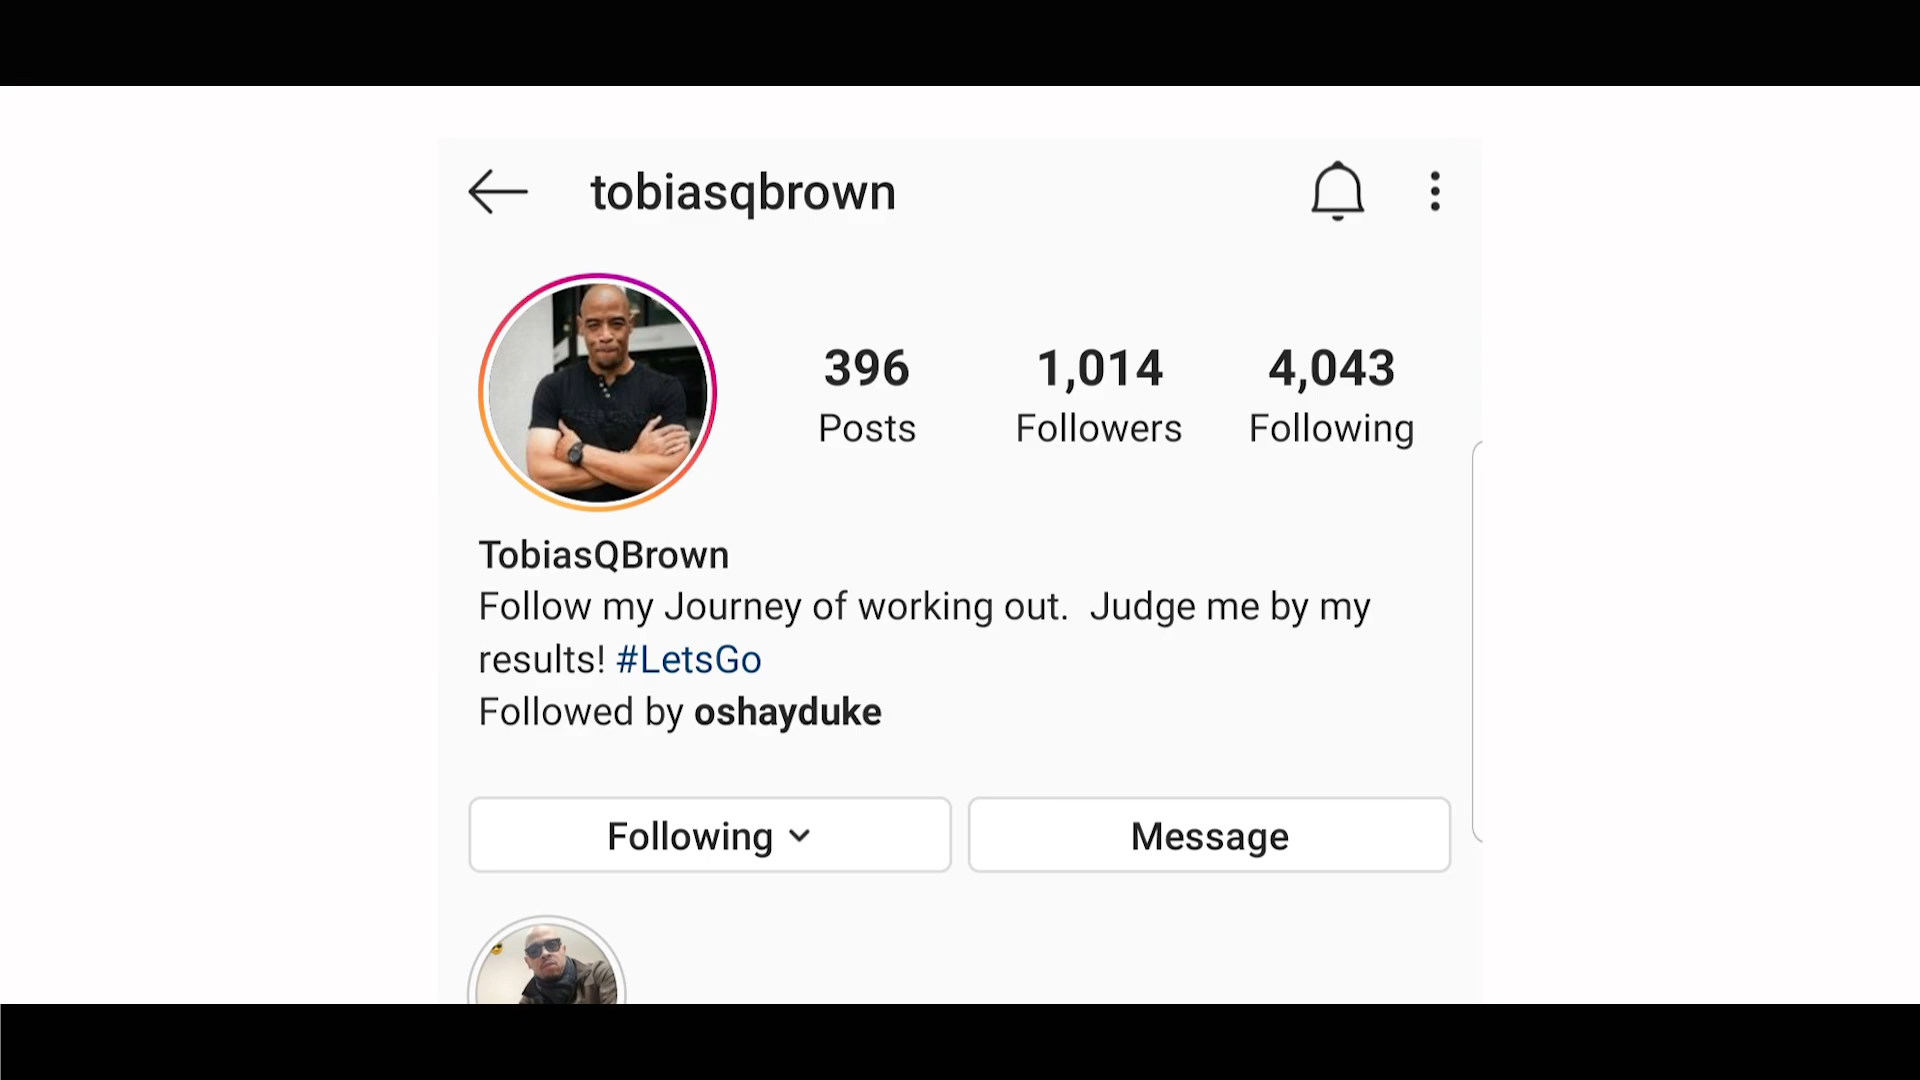 tobiasqbrown
396 1,014 4,043
Posts Followers Following
TobiasQBrown
Follow my Journey of working out.  Judge me by my
results! #LetsGo
Followed by oshayduke
Following Message